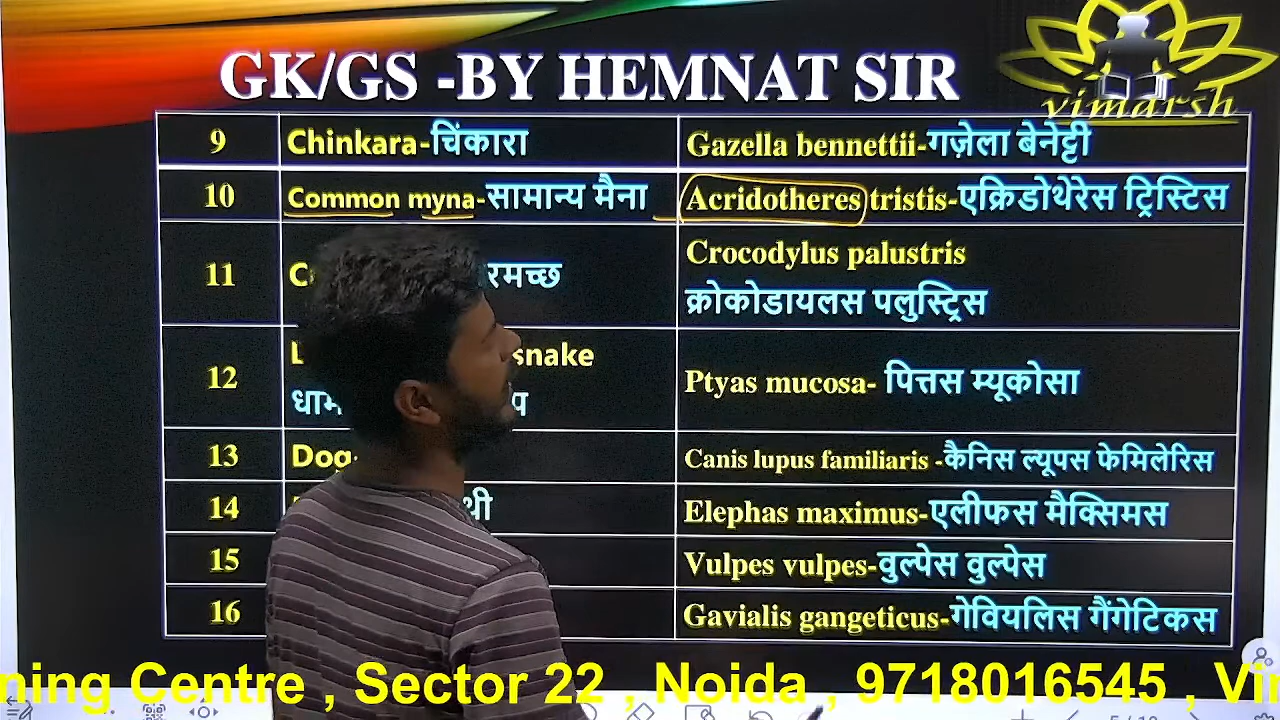 GK/GS -BY HEMNAT SIR
vimarsh
9 Chinkara-चिंकारा Gazella bennettii-गज़ेला बेनेट्टी
10 Common myna-सामान्य मैना Acridotheres tristis-एक्रिडोथेरेस ट्रिस्टिस
11 Crocodylus palustris
क्रोकोडायलस पलुस्ट्रिस
12 snake Ptyas mucosa- पित्तस म्यूकोसा
13 Dog- Canis lupus familiaris -कैनिस ल्यूपस फेमिलेरिस
14 Elephas maximus-एलीफस मैक्सिमस
15 Vulpes vulpes-वुल्पेस वुल्पेस
16 Gavialis gangeticus-गेवियलिस गैंगेटिकस
ning Centre , Sector 22 , Noida , 9718016545 , Vi